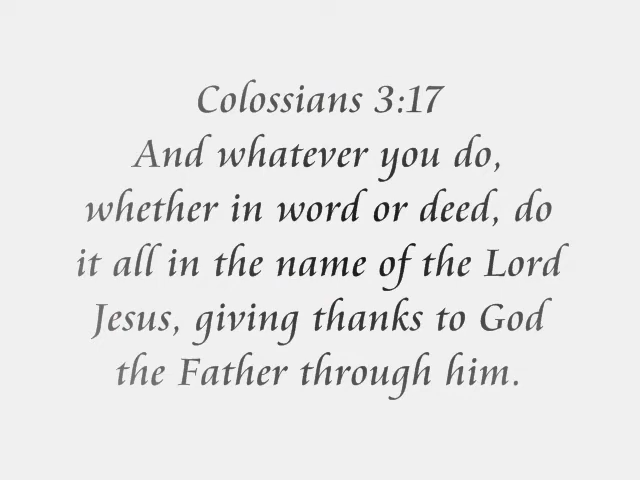 Colossians 3:17
And whatever you do,
whether in word or deed, do
it all in the name of the Lord
Jesus, giving thanks to God
the Father through him.